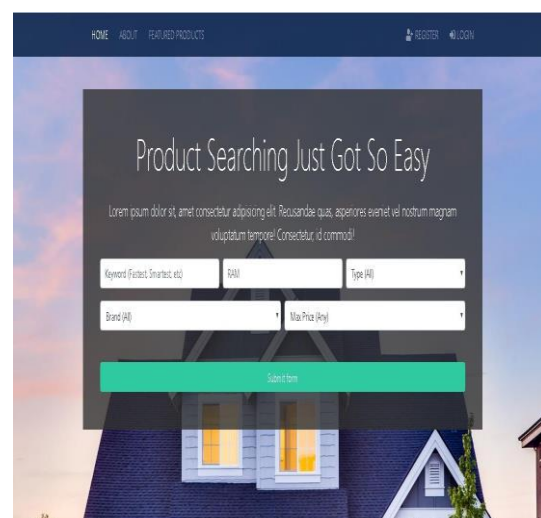 HOME ABOUT FEATURED PRODUCTS REGISTER LOGIN
Product Searching Just Got So Easy
Lorem ipsum dolor sit, amet consectetur adipisicing elit. Recusandae quas, asperiores eveniet vel nostrum magnam
voluptatum tempore! Consectetur, id commodi!
Keyword (Fastest, Smartest, etc) RAM Type (All)
Brand (All) Max Price (Any)
Submit form